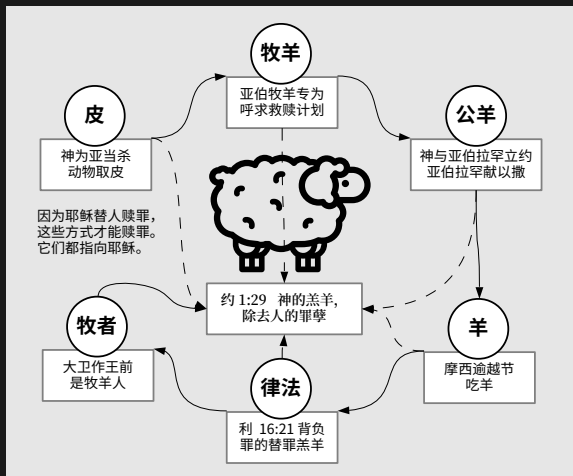 牧羊
亚伯牧羊专为
呼求救赎计划
皮
神为亚当杀
动物取皮
公羊
神与亚伯拉罕立约
亚伯拉罕献以撒
因为耶稣替人赎罪，
这些方式才能赎罪。
它们都指向耶稣。
约 1:29 神的羔羊,
除去人的罪孽
牧者
大卫作王前
是牧羊人
羊
摩西逾越节
吃羊
律法
利 16:21 背负
罪的替罪羔羊